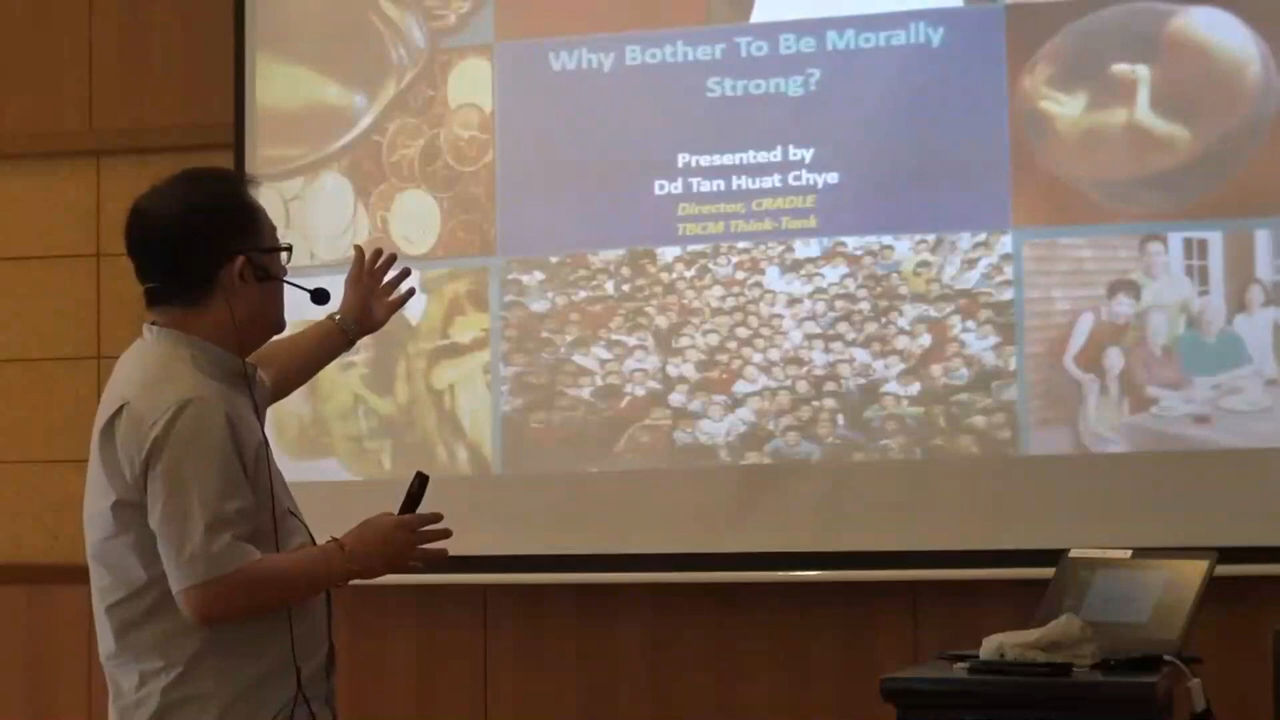 Why Bother To Be Morally
Strong?
Presented by
Dd Tan Huat Chye
Director, CRADLE
TBCM Think-Tank